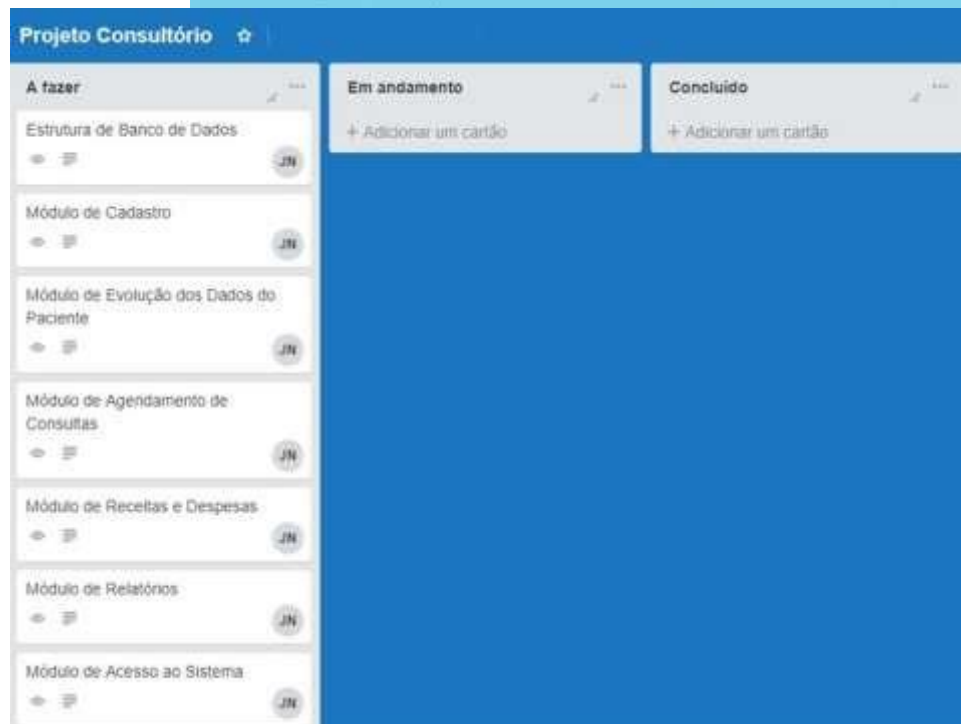 Projeto Consultório
A fazer
Estrutura de Banco de Dados
JN
Módulo de Cadastro
JN
Módulo de Evolução dos Dados do
Paciente
JN
Módulo de Agendamento de
Consultas
JN
Módulo de Receitas e Despesas
JN
Módulo de Relatórios
JN
Módulo de Acesso ao Sistema
JN
Em andamento
+ Adicionar um cartão
Concluído
+ Adicionar um cartão